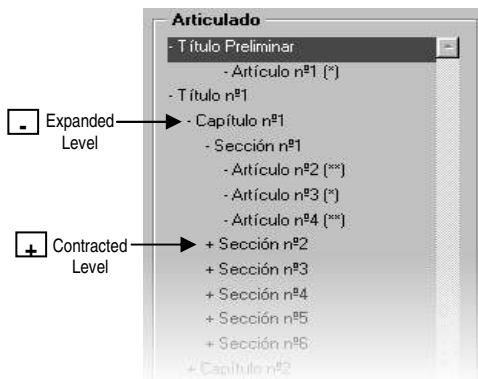 Articulado
- Título Preliminar
- Artículo nº1 (*)
- Título nº1
- Expanded Level
- Capítulo nº1
- Sección nº1
- Artículo nº2 (**)
- Artículo nº3 (*)
- Artículo nº4 (**)
+ Contracted Level
+ Sección nº2
+ Sección nº3
+ Sección nº4
+ Sección nº5
+ Sección nº6
+ Capítulo nº2